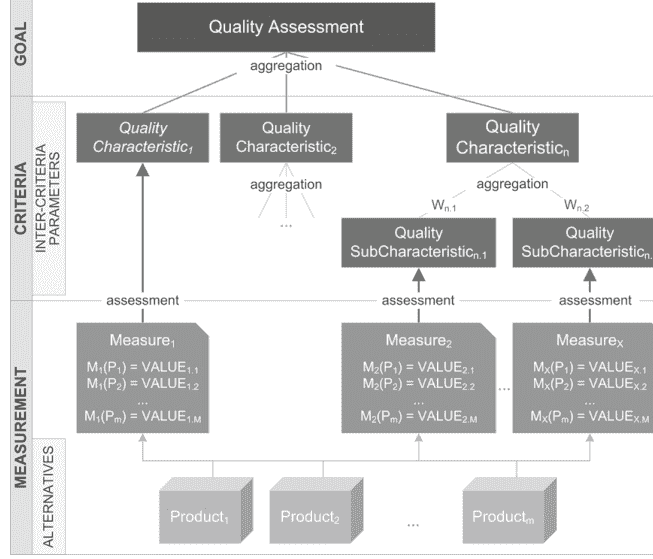 GOAL
Quality Assessment
aggregation
CRITERIA
INTER-CRITERIA
PARAMETERS
Quality
Characteristic₁
Quality
Characteristic₂
Quality
Characteristicₙ
aggregation
...
aggregation
Wn.1
Wn.2
Quality
SubCharacteristicn.1
Quality
SubCharacteristicn.
assessment
assessment
assessment
MEASUREMENT
Measure₁
M₁(P₁) = VALUE1.1
M₁(P₂) = VALUE1.2
...
M₁(Pm) = VALUE1.M
Measure₂
M₂(P₁) = VALUE2.1
M₂(P₂) = VALUE2.2
...
M₂(Pm) = VALUE2.M
...
MeasureX
MX(P₁) = VALUEX.1
MX(P₂) = VALUEX.2
...
MX(Pm) = VALUEX.M
ALTERNATIVES
Product₁
Product₂
...
Productm